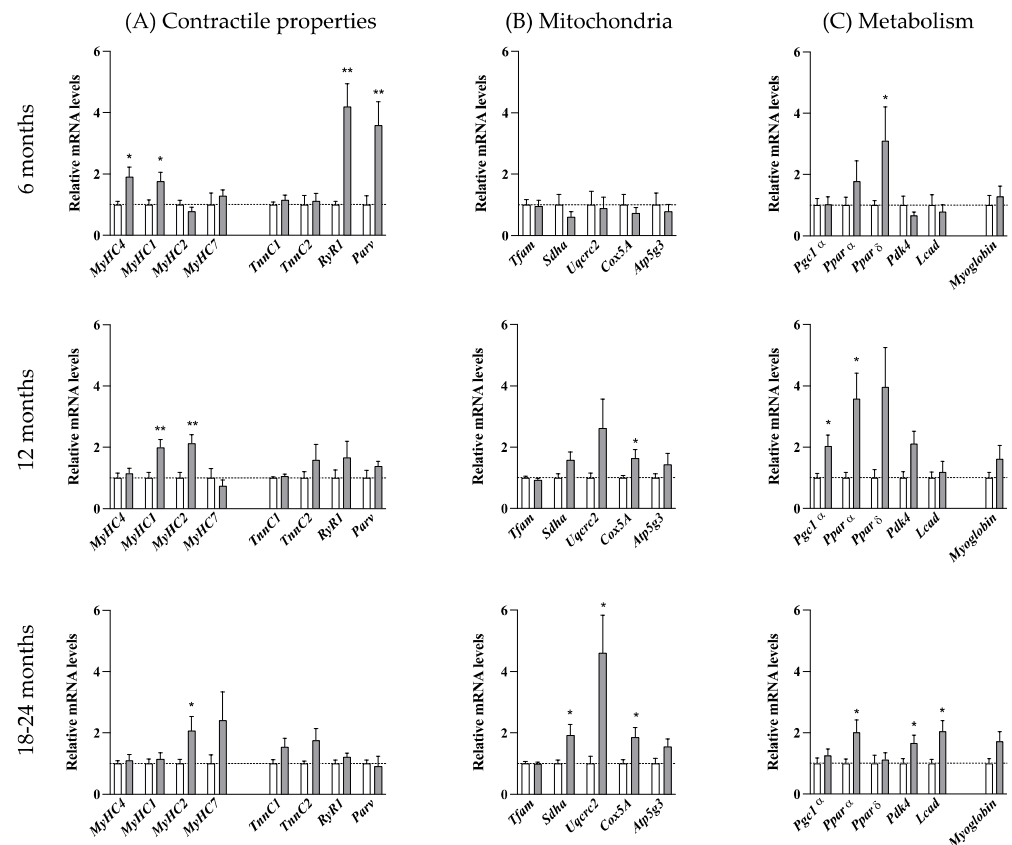 (A) Contractile properties (B) Mitochondria (C) Metabolism
6 months
Relative mRNA levels
6
4
2
0
* * ** **
MyHC4 MyHC1 MyHC2 MyHC7 TnnC1 TnnC2 RyR1 Parv
Relative mRNA levels
6
4
2
0
Tfam Sdha Uqcrc2 Cox5A Atp5g3
Relative mRNA levels
6
4
2
0
*
Pgc1 α Ppar α Ppar δ Pdk4 Lcad Myoglobin
12 months
Relative mRNA levels
6
4
2
0
** **
MyHC4 MyHC1 MyHC2 MyHC7 TnnC1 TnnC2 RyR1 Parv
Relative mRNA levels
6
4
2
0
*
Tfam Sdha Uqcrc2 Cox5A Atp5g3
Relative mRNA levels
6
4
2
0
* *
Pgc1 α Ppar α Ppar δ Pdk4 Lcad Myoglobin
18-24 months
Relative mRNA levels
6
4
2
0
*
MyHC4 MyHC1 MyHC2 MyHC7 TnnC1 TnnC2 RyR1 Parv
Relative mRNA levels
6
4
2
0
* * *
Tfam Sdha Uqcrc2 Cox5A Atp5g3
Relative mRNA levels
6
4
2
0
* * *
Pgc1 α Ppar α Ppar δ Pdk4 Lcad Myoglobin